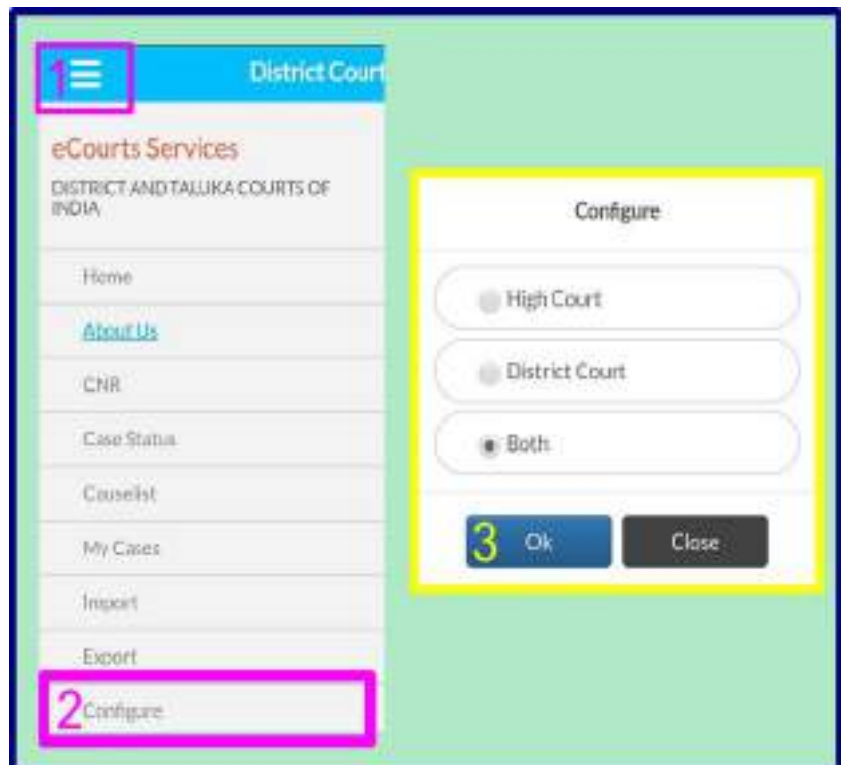 1
District Court
eCourts Services
DISTRICT AND TALUKA COURTS OF
INDIA
Home
About Us
CNR
Case Status
Causelist
My Cases
Import
Export
2 Configure
Configure
High Court
District Court
Both
3 Ok
Close